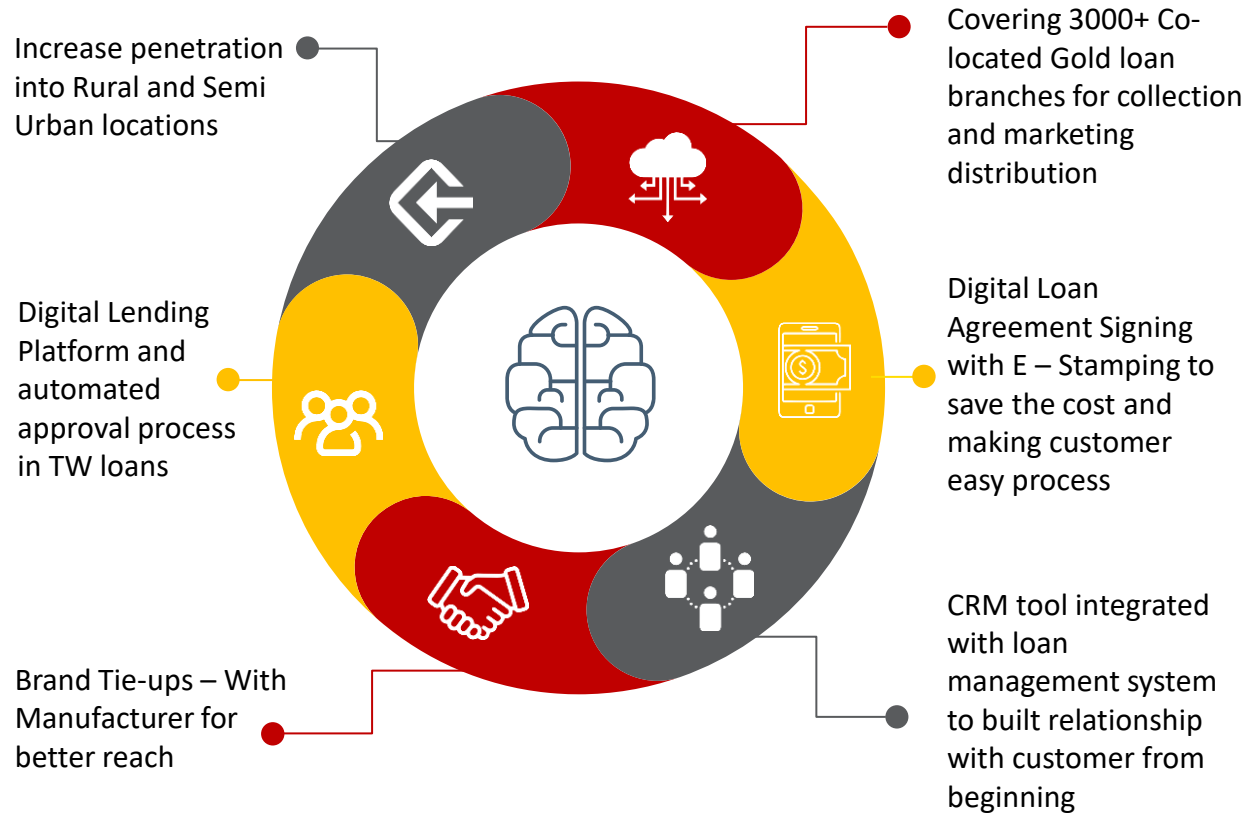 Increase penetration
into Rural and Semi
Urban locations
Covering 3000+ Co-
located Gold loan
branches for collection
and marketing
distribution
Digital Lending
Platform and
automated
approval process
in TW loans
Digital Loan
Agreement Signing
with E – Stamping to
save the cost and
making customer
easy process
Brand Tie-ups – With
Manufacturer for
better reach
CRM tool integrated
with loan
management system
to built relationship
with customer from
beginning
$